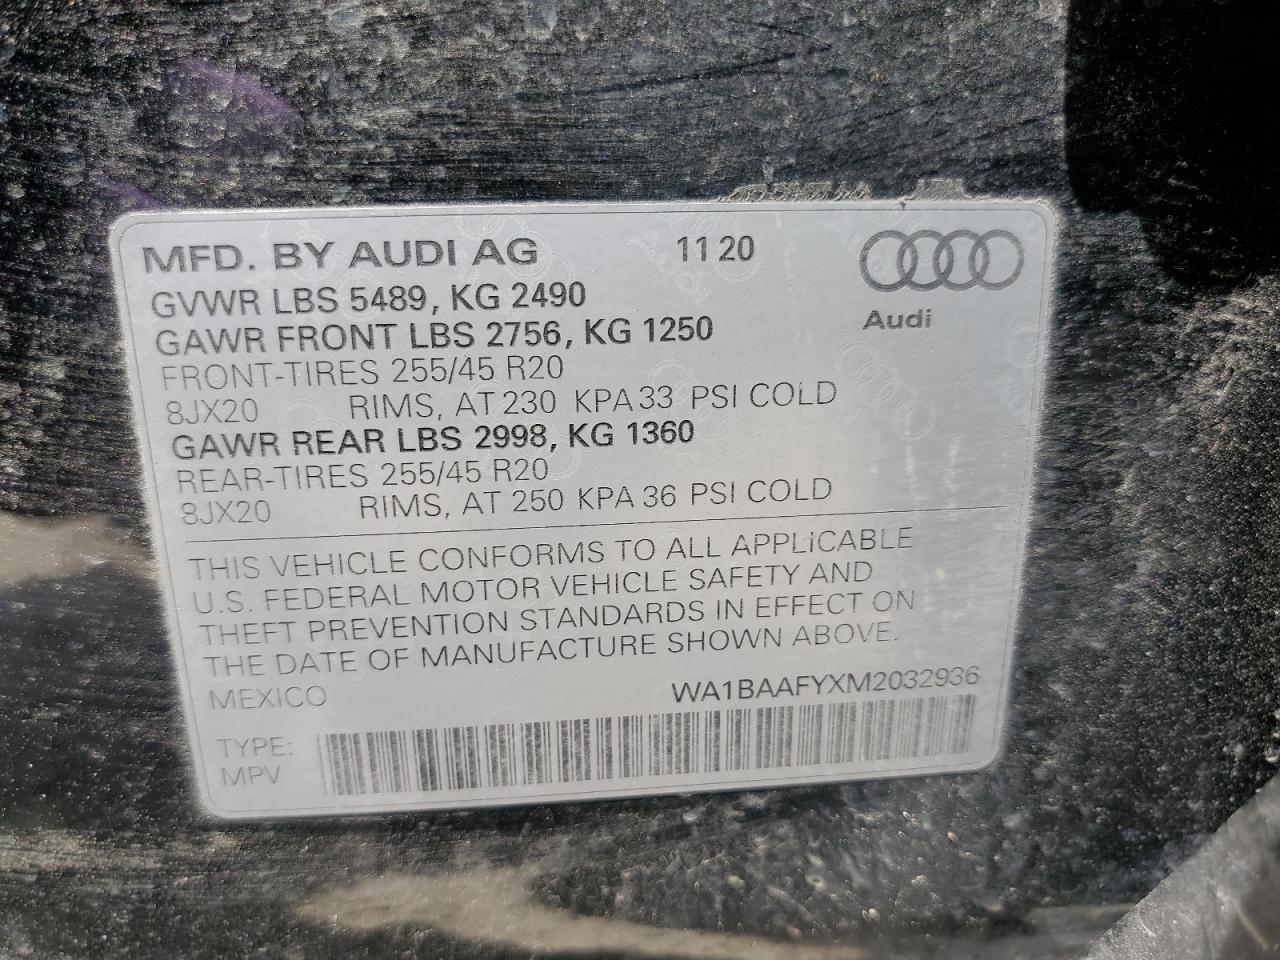 MFD. BY AUDI AG 11 20
GVWR LBS 5489, KG 2490
GAWR FRONT LBS 2756, KG 1250
Audi
FRONT-TIRES 255/45 R20
8JX20 RIMS, AT 230 KPA 33 PSI COLD
GAWR REAR LBS 2998, KG 1360
REAR-TIRES 255/45 R20
8JX20 RIMS, AT 250 KPA 36 PSI COLD
THIS VEHICLE CONFORMS TO ALL APPLICABLE
U.S. FEDERAL MOTOR VEHICLE SAFETY AND
THEFT PREVENTION STANDARDS IN EFFECT ON
THE DATE OF MANUFACTURE SHOWN ABOVE.
MEXICO WA1BAAFYXM2032936
TYPE:
MPV